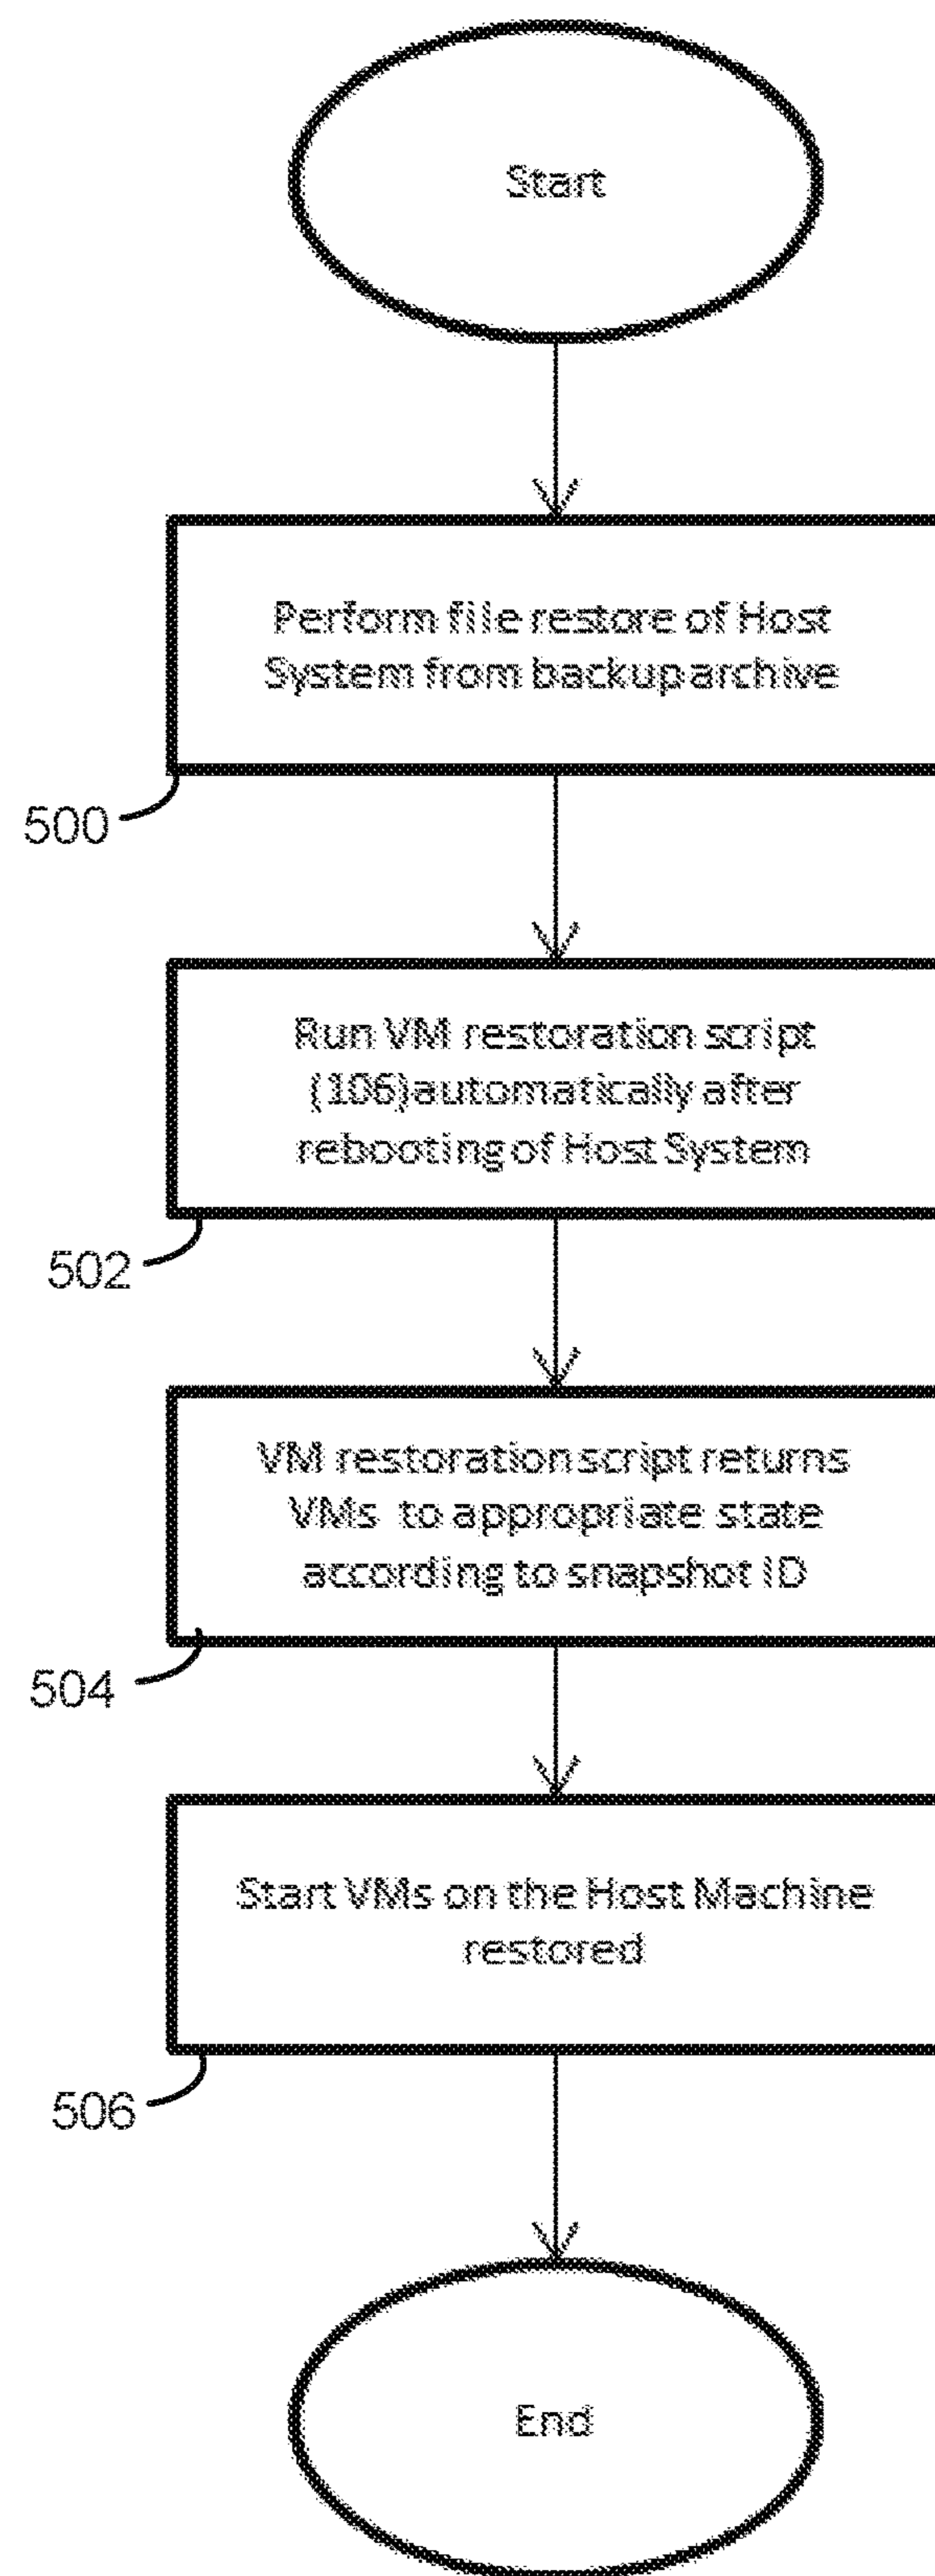 Start
Perform file restore of Host
System from backup archive
500
Run VM restoration script
(106)automatically after
rebooting of Host System
502
VM restoration script returns
VMs to appropriate state
according to snapshot ID
504
Start VMs on the Host Machine
restored
506
End